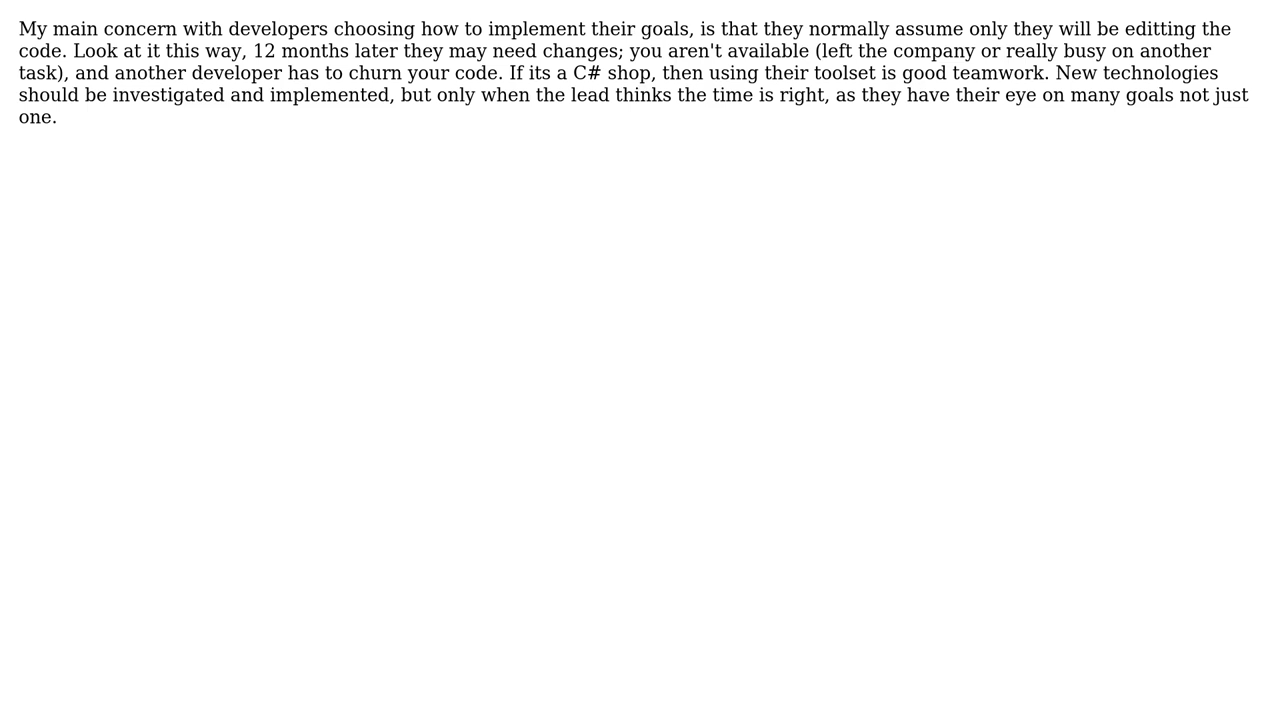 My main concern with developers choosing how to implement their goals, is that they normally assume only they will be editting the
code. Look at it this way, 12 months later they may need changes; you aren't available (left the company or really busy on another
task), and another developer has to churn your code. If its a C# shop, then using their toolset is good teamwork. New technologies
should be investigated and implemented, but only when the lead thinks the time is right, as they have their eye on many goals not just
one.